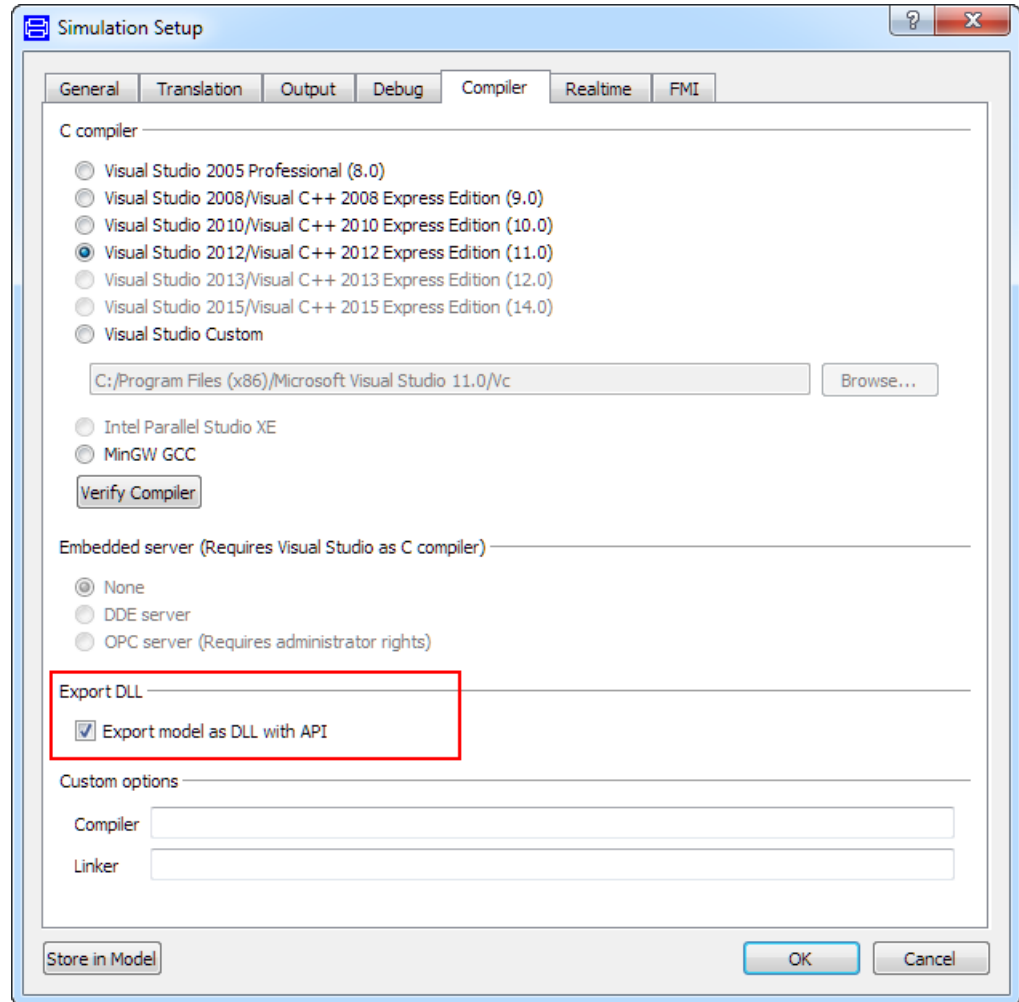 Simulation Setup
General Translation Output Debug Compiler Realtime FMI
C compiler
Visual Studio 2005 Professional (8.0)
Visual Studio 2008/Visual C++ 2008 Express Edition (9.0)
Visual Studio 2010/Visual C++ 2010 Express Edition (10.0)
Visual Studio 2012/Visual C++ 2012 Express Edition (11.0)
Visual Studio 2013/Visual C++ 2013 Express Edition (12.0)
Visual Studio 2015/Visual C++ 2015 Express Edition (14.0)
Visual Studio Custom
C:/Program Files (x86)/Microsoft Visual Studio 11.0/Vc Browse...
Intel Parallel Studio XE
MinGW GCC
Verify Compiler
Embedded server (Requires Visual Studio as C compiler)
None
DDE server
OPC server (Requires administrator rights)
Export DLL
Export model as DLL with API
Custom options
Compiler
Linker
Store in Model OK Cancel